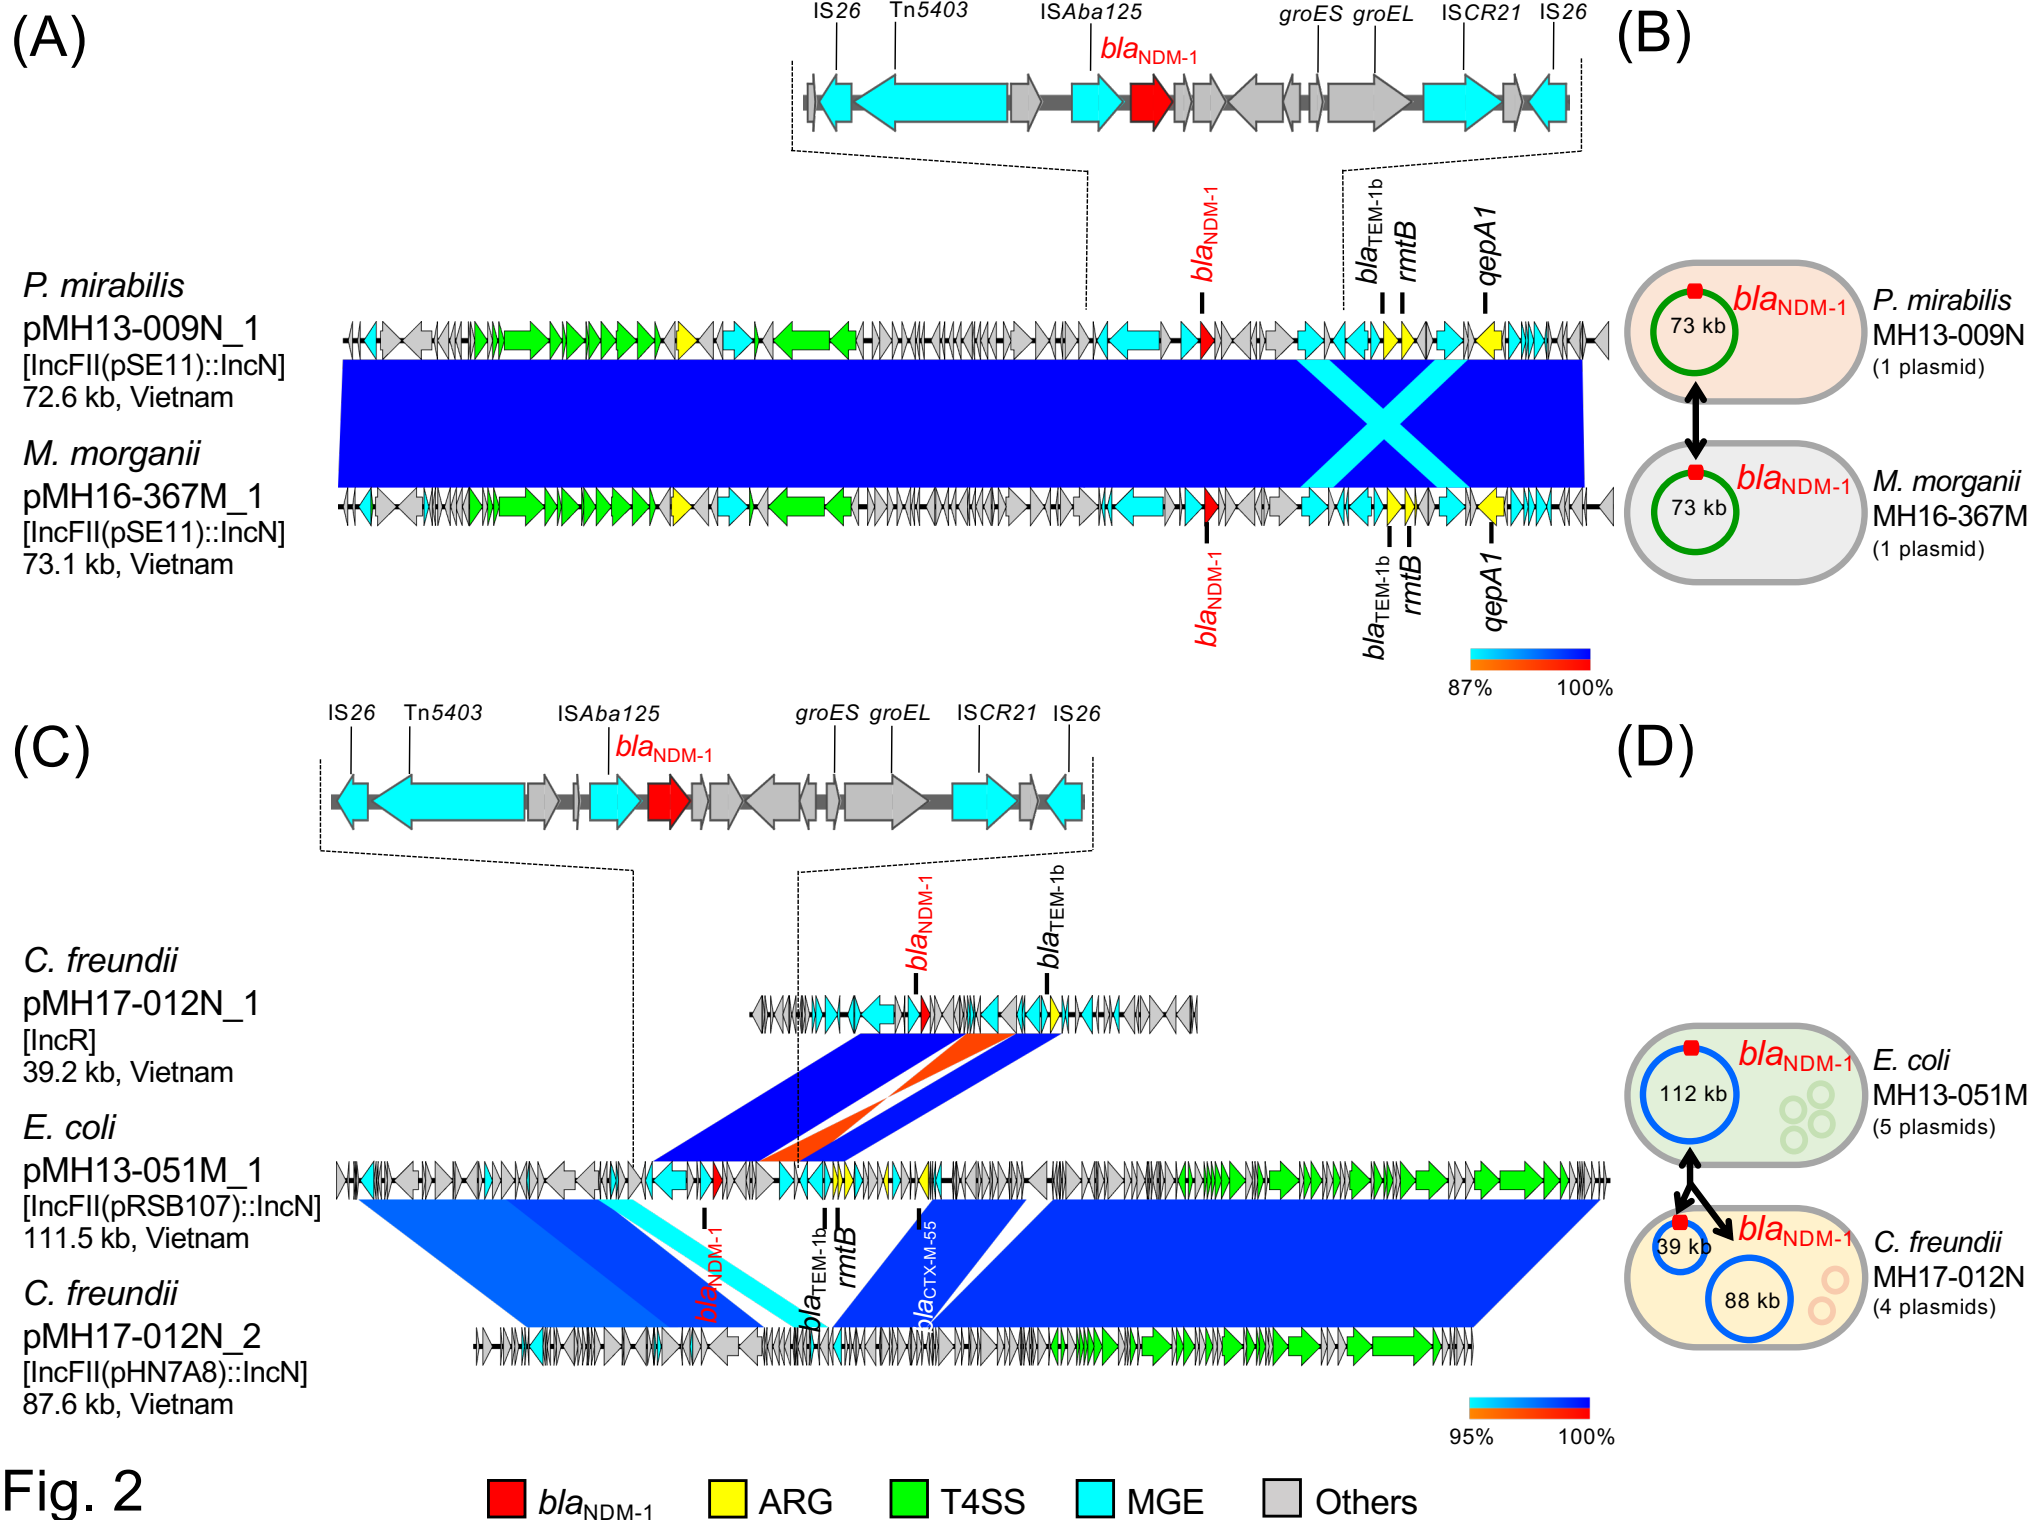 (A)
IS26 Tn5403 ISAba125 groES groEL ISCR21 IS26
blaNDM-1
(B)
blaNDM-1
blaTEM-1b
rmtB
qepA1
P. mirabilis
pMH13-009N_1
[IncFII(pSE11)::IncN]
72.6 kb, Vietnam
M. morganii
pMH16-367M_1
[IncFII(pSE11)::IncN]
73.1 kb, Vietnam
blaNDM-1
blaTEM-1b
rmtB
qepA1
87% 100%
blaNDM-1
73 kb
P. mirabilis
MH13-009N
(1 plasmid)
blaNDM-1
73 kb
M. morganii
MH16-367M
(1 plasmid)
(C)
IS26 Tn5403 ISAba125 groES groEL ISCR21 IS26
blaNDM-1
(D)
blaNDM-1
blaTEM-1b
C. freundii
pMH17-012N_1
[IncR]
39.2 kb, Vietnam
E. coli
pMH13-051M_1
[IncFII(pRSB107)::IncN]
111.5 kb, Vietnam
blaNDM-1
blaTEM-1b
rmtB
blaCTX-M-55
C. freundii
pMH17-012N_2
[IncFII(pHN7A8)::IncN]
87.6 kb, Vietnam
95% 100%
blaNDM-1
112 kb
E. coli
MH13-051M
(5 plasmids)
blaNDM-1
39 kb
88 kb
C. freundii
MH17-012N
(4 plasmids)
Fig. 2
blaNDM-1 ARG T4SS MGE Others